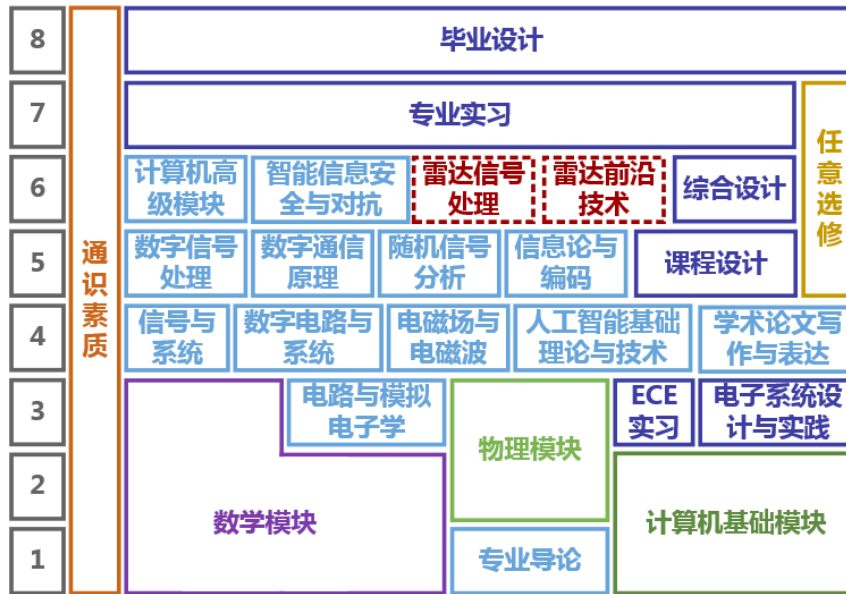 8
毕业设计
7
专业实习
任意选修
6
计算机高
级模块
智能信息安
全与对抗
雷达信号
处理
雷达前沿
技术
综合设计
通识素质
5
数字信号
处理
数字通信
原理
随机信号
分析
信息论与
编码
课程设计
4
信号与
系统
数字电路与
系统
电磁场与
电磁波
人工智能基础
理论与技术
学术论文写
作与表达
3
电路与模拟
电子学
物理模块
ECE
实习
电子系统设
计与实践
2
数学模块
计算机基础模块
1
专业导论